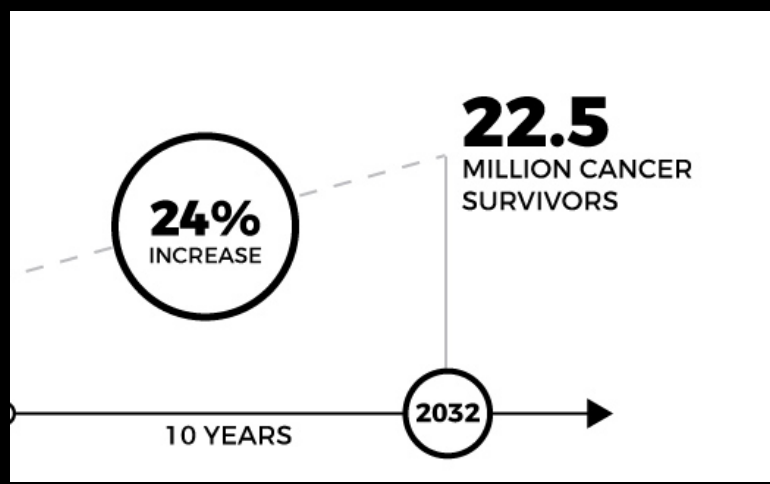 22.5
MILLION CANCER
SURVIVORS
24%
INCREASE
2032
10 YEARS